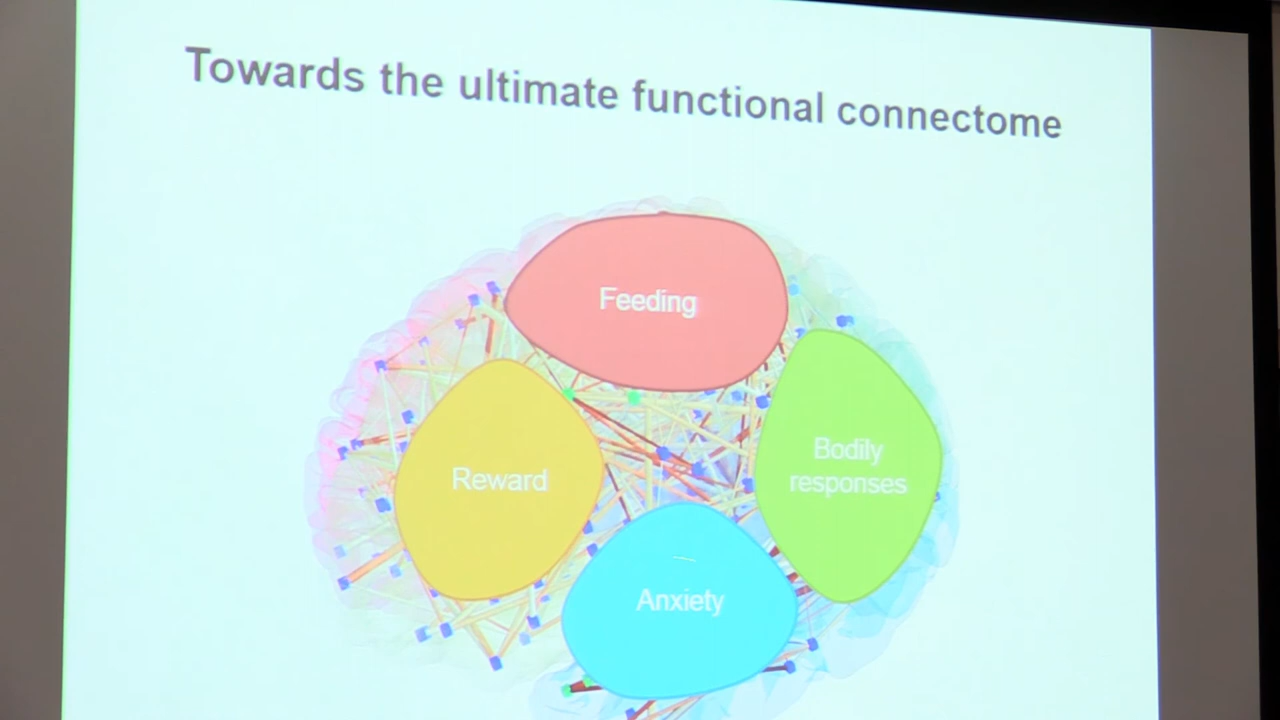 Towards the ultimate functional connectome
Feeding
Reward
Bodily
responses
Anxiety